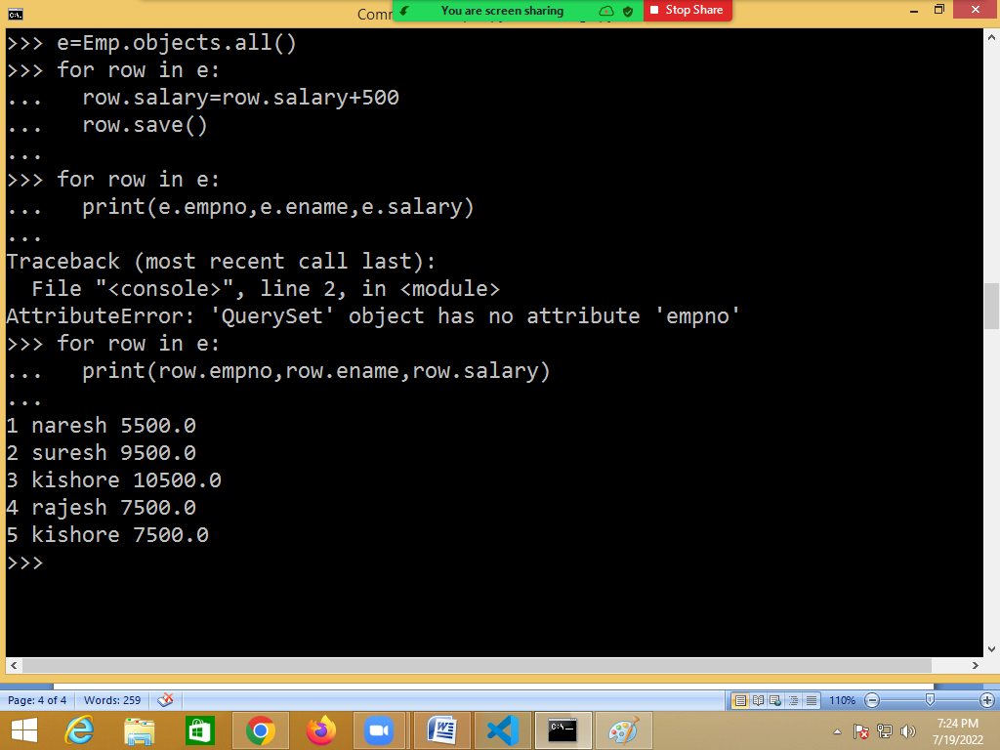 Comm
You are screen sharing
Stop Share
>>> e=Emp.objects.all()
>>> for row in e:
...   row.salary=row.salary+500
...   row.save()
...
>>> for row in e:
...   print(e.empno,e.ename,e.salary)
...
Traceback (most recent call last):
  File "<console>", line 2, in <module>
AttributeError: 'QuerySet' object has no attribute 'empno'
>>> for row in e:
...   print(row.empno,row.ename,row.salary)
...
1 naresh 5500.0
2 suresh 9500.0
3 kishore 10500.0
4 rajesh 7500.0
5 kishore 7500.0
>>>
Page: 4 of 4 Words: 259 110%
7:24 PM
7/19/2022